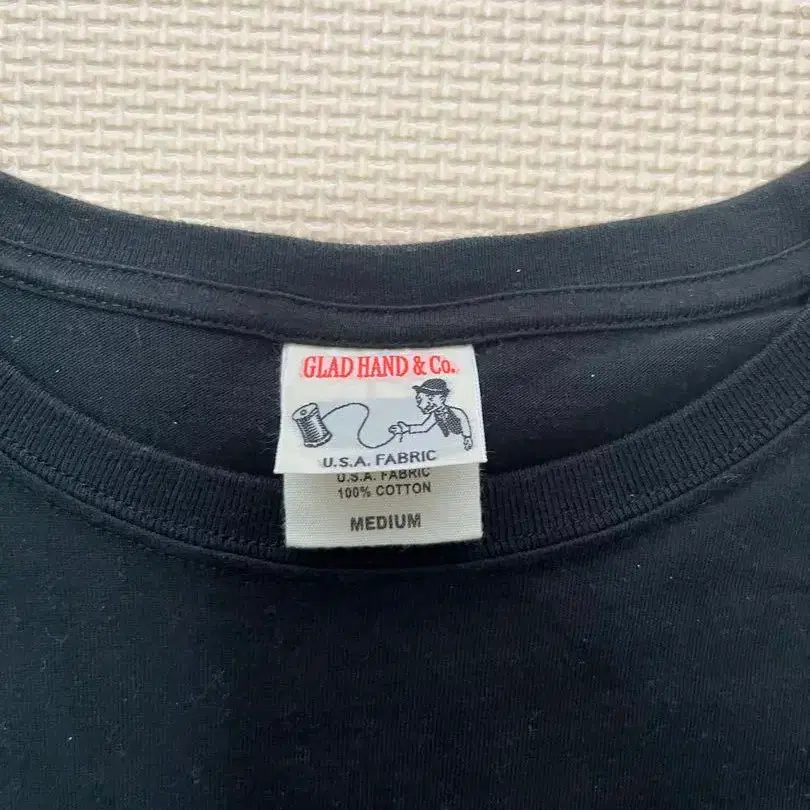 GLAD HAND & Co.
U.S.A. FABRIC
U.S.A. FABRIC
100% COTTON
MEDIUM